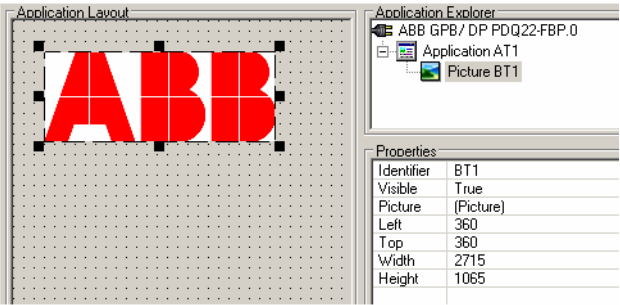 Application Layout
ABB
Application Explorer
ABB GPB/ DP PDQ22-FBP.0
Application AT1
Picture BT1
Properties
Identifier BT1
Visible True
Picture (Picture)
Left 360
Top 360
Width 2715
Height 1065